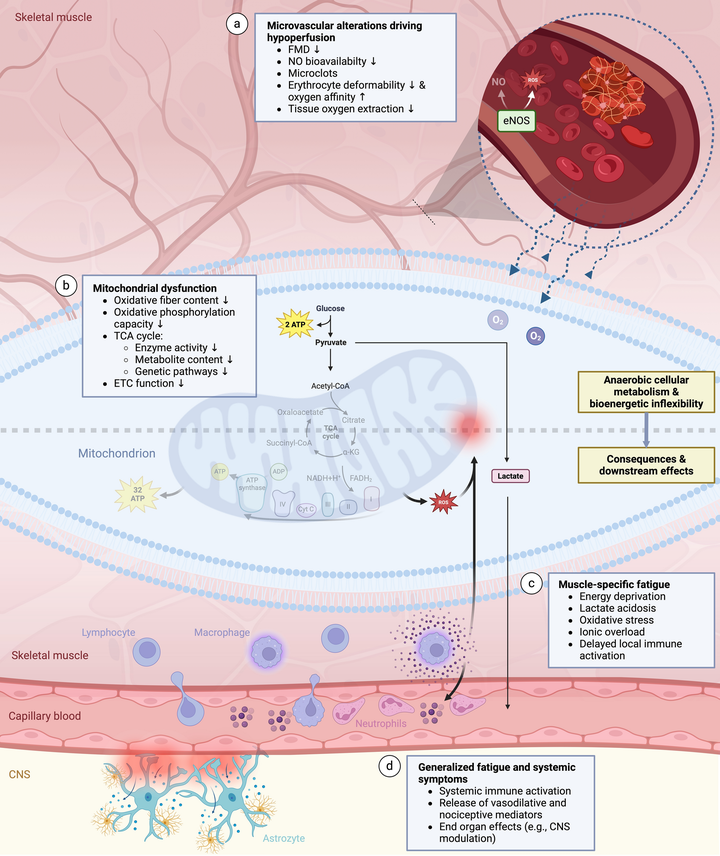 Skeletal muscle
a
Microvascular alterations driving
hypoperfusion
• FMD ↓
• NO bioavailabilty ↓
• Microclots
• Erythrocyte deformability ↓ &
oxygen affinity ↑
• Tissue oxygen extraction ↓
NO
ROS
eNOS
b
Mitochondrial dysfunction
• Oxidative fiber content ↓
• Oxidative phosphorylation
capacity ↓
• TCA cycle:
○ Enzyme activity ↓
○ Metabolite content ↓
○ Genetic pathways ↓
• ETC function ↓
Glucose
2 ATP
Pyruvate
O₂
O₂
Acetyl-CoA
Oxaloacetate
Citrate
TCA
cycle
Succinyl-CoA
α-KG
Anaerobic cellular
metabolism &
bioenergetic inflexibility
Mitochondrion
Consequences &
downstream effects
ATP
ADP
NADH+H⁺
FADH₂
ATP
synthase
IV
Cyt C
III
II
I
32
ATP
ROS
Lactate
c
Muscle-specific fatigue
• Energy deprivation
• Lactate acidosis
• Oxidative stress
• Ionic overload
• Delayed local immune
activation
Lymphocyte
Macrophage
Skeletal muscle
Capillary blood
Neutrophils
CNS
Astrozyte
d
Generalized fatigue and systemic
symptoms
• Systemic immune activation
• Release of vasodilative and
nociceptive mediators
• End organ effects (e.g., CNS
modulation)